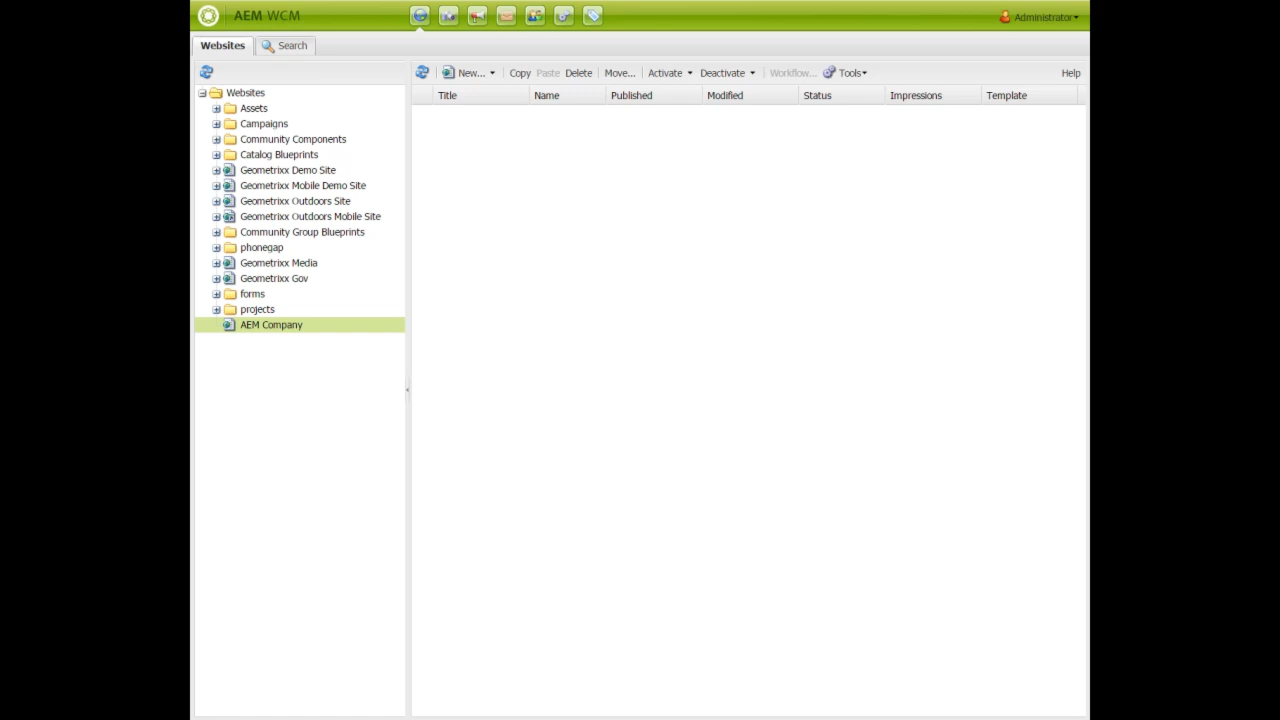 AEM WCM
Administrator
Websites Search
New... Copy Paste Delete Move... Activate Deactivate Workflow... Tools Help
Title Name Published Modified Status Impressions Template
Websites
Assets
Campaigns
Community Components
Catalog Blueprints
Geometrixx Demo Site
Geometrixx Mobile Demo Site
Geometrixx Outdoors Site
Geometrixx Outdoors Mobile Site
Community Group Blueprints
phonegap
Geometrixx Media
Geometrixx Gov
forms
projects
AEM Company